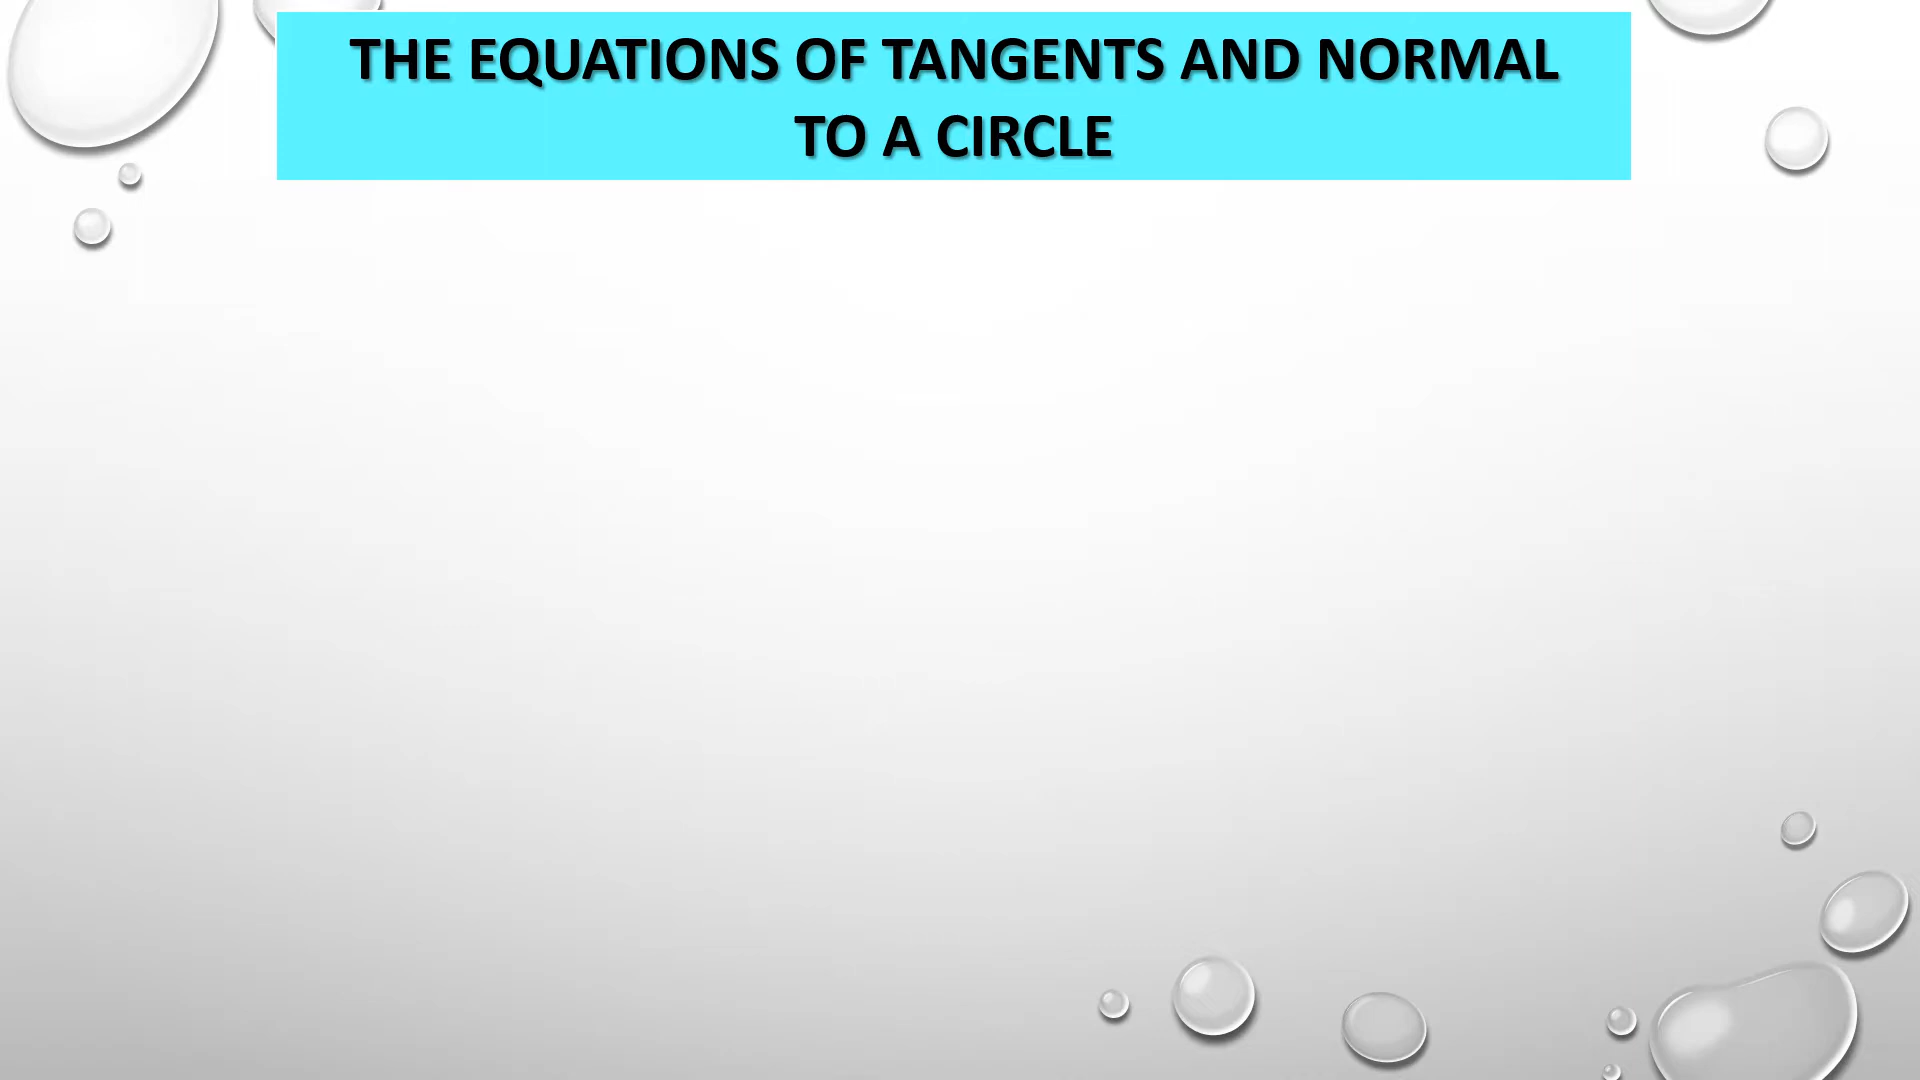 THE EQUATIONS OF TANGENTS AND NORMAL
TO A CIRCLE